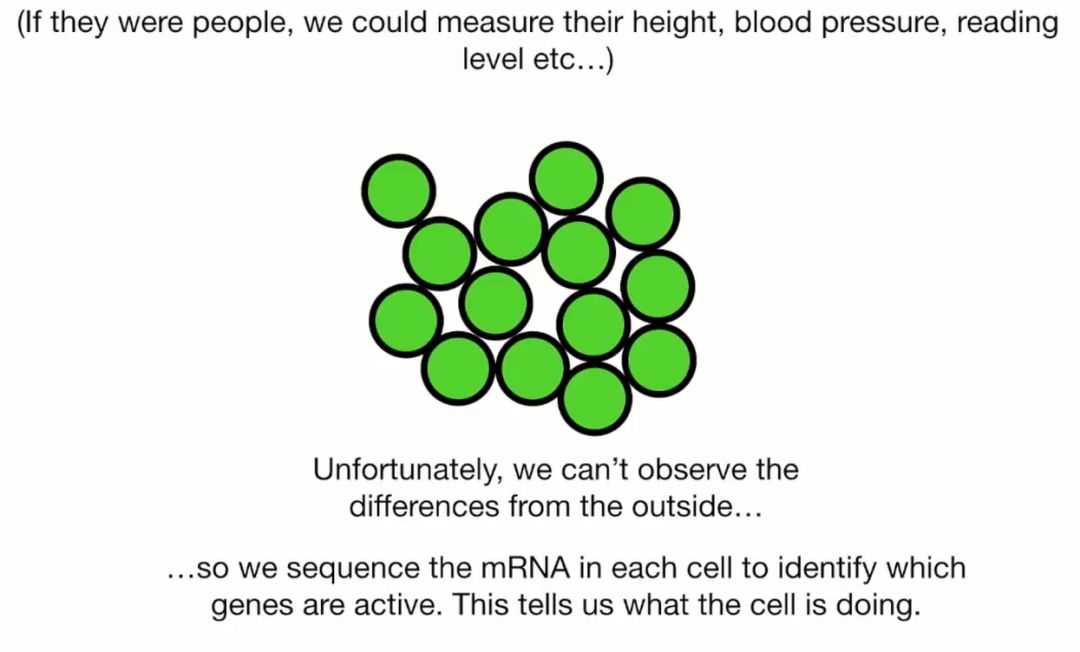 (If they were people, we could measure their height, blood pressure, reading
level etc…)
Unfortunately, we can’t observe the
differences from the outside…
…so we sequence the mRNA in each cell to identify which
genes are active. This tells us what the cell is doing.